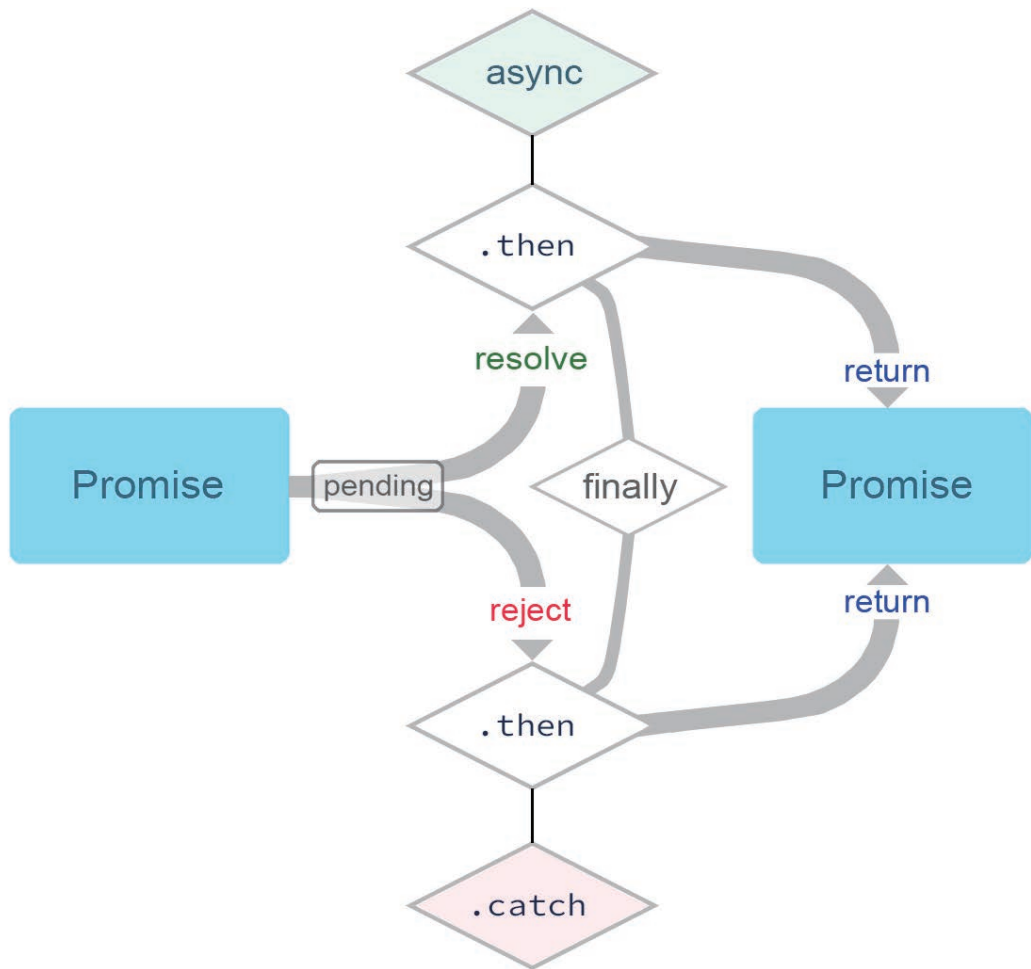 async
.then
resolve
return
Promise
pending
finally
Promise
reject
return
.then
.catch